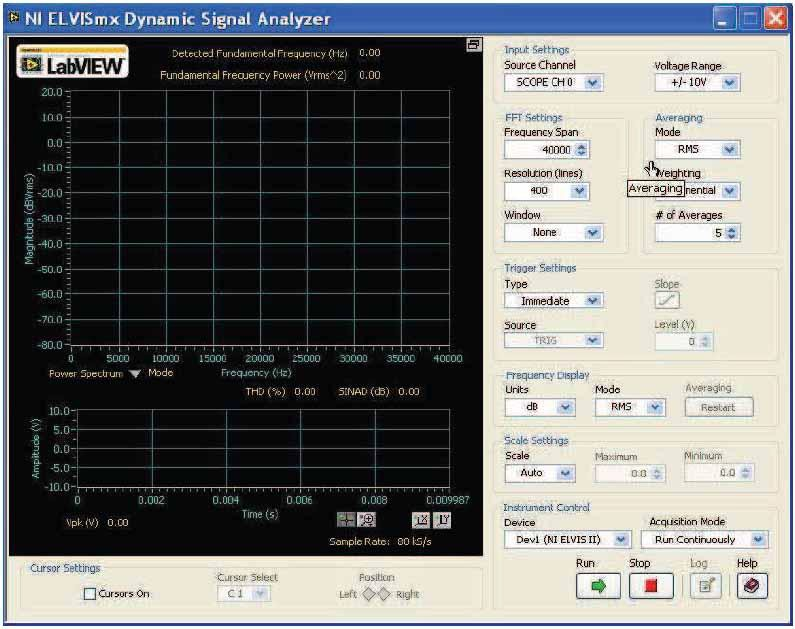 NI ELVISmx Dynamic Signal Analyzer
LabVIEW
Detected Fundamental Frequency (Hz) 0.00
Fundamental Frequency Power (Vrms^2) 0.00
Magnitude (dBVrms)
20.0
10.0
0.0
-10.0
-20.0
-30.0
-40.0
-50.0
-60.0
-70.0
-80.0
0 5000 10000 15000 20000 25000 30000 35000 40000
Power Spectrum Mode Frequency (Hz)
THD (%) 0.00 SINAD (dB) 0.00
Amplitude (V)
10.0
5.0
0.0
-5.0
-10.0
0 0.002 0.004 0.006 0.008 0.009987
Time (s)
Vpk (V) 0.00
Sample Rate: 80 kS/s
Cursor Settings
Cursors On
Cursor Select
C 1
Position
Left Right
Input Settings
Source Channel
SCOPE CH 0
Voltage Range
+/- 10V
FFT Settings
Frequency Span
40000
Resolution (lines)
400
Window
None
Averaging
Mode
RMS
Weighting
Averaging nential
# of Averages
5
Trigger Settings
Type
Immediate
Slope
Source
TRIG
Level (V)
0
Frequency Display
Units
dB
Mode
RMS
Averaging
Restart
Scale Settings
Scale
Auto
Maximum
0.0
Minimum
0.0
Instrument Control
Device
Dev1 (NI ELVIS II)
Acquisition Mode
Run Continuously
Run Stop Log Help